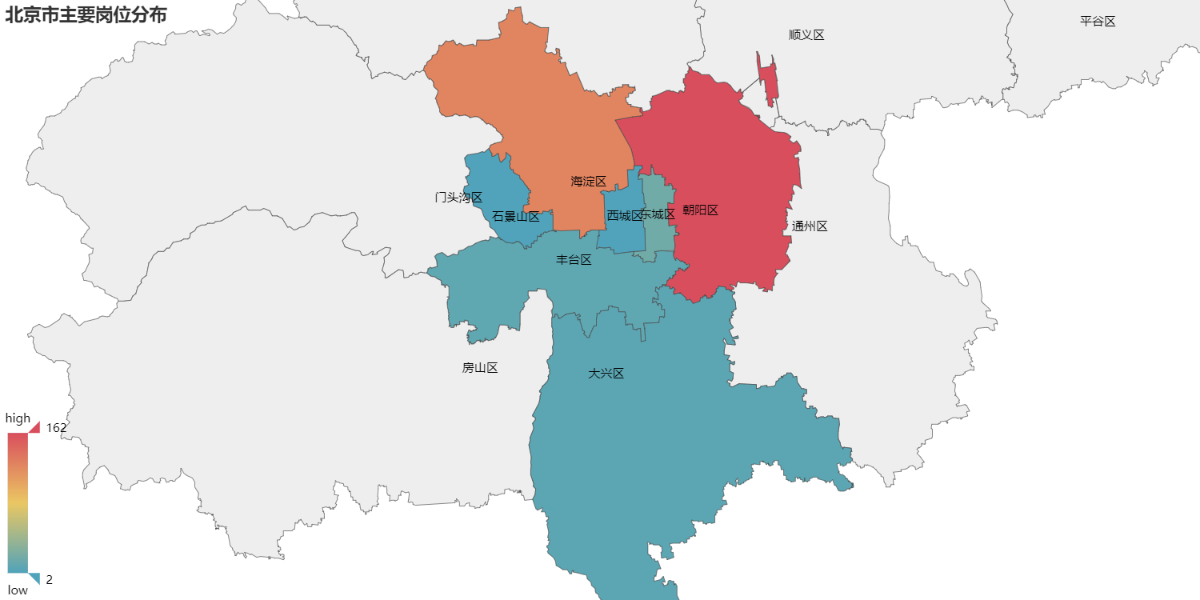 北京市主要岗位分布
平谷区
顺义区
海淀区
门头沟区
石景山区
西城区
东城区
朝阳区
通州区
丰台区
房山区
大兴区
high
162
2
low